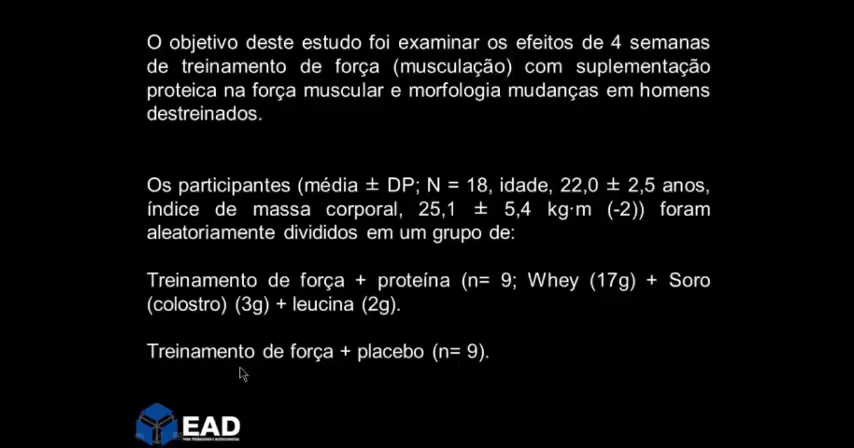 O objetivo deste estudo foi examinar os efeitos de 4 semanas
de treinamento de força (musculação) com suplementação
proteica na força muscular e morfologia mudanças em homens
destreinados.
Os participantes (média ± DP; N = 18, idade, 22,0 ± 2,5 anos,
índice de massa corporal, 25,1 ± 5,4 kg·m (-2)) foram
aleatoriamente divididos em um grupo de:
Treinamento de força + proteína (n= 9; Whey (17g) + Soro
(colostro) (3g) + leucina (2g).
Treinamento de força + placebo (n= 9).
EAD